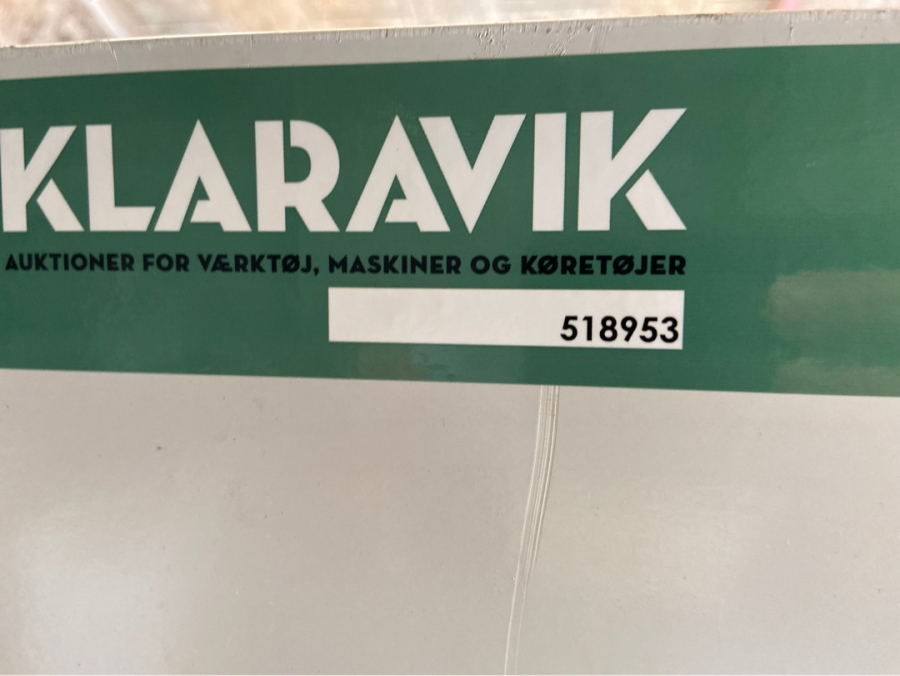 KLARAVIK
AUKTIONER FOR VÆRKTØJ, MASKINER OG KØRETØJER
518953